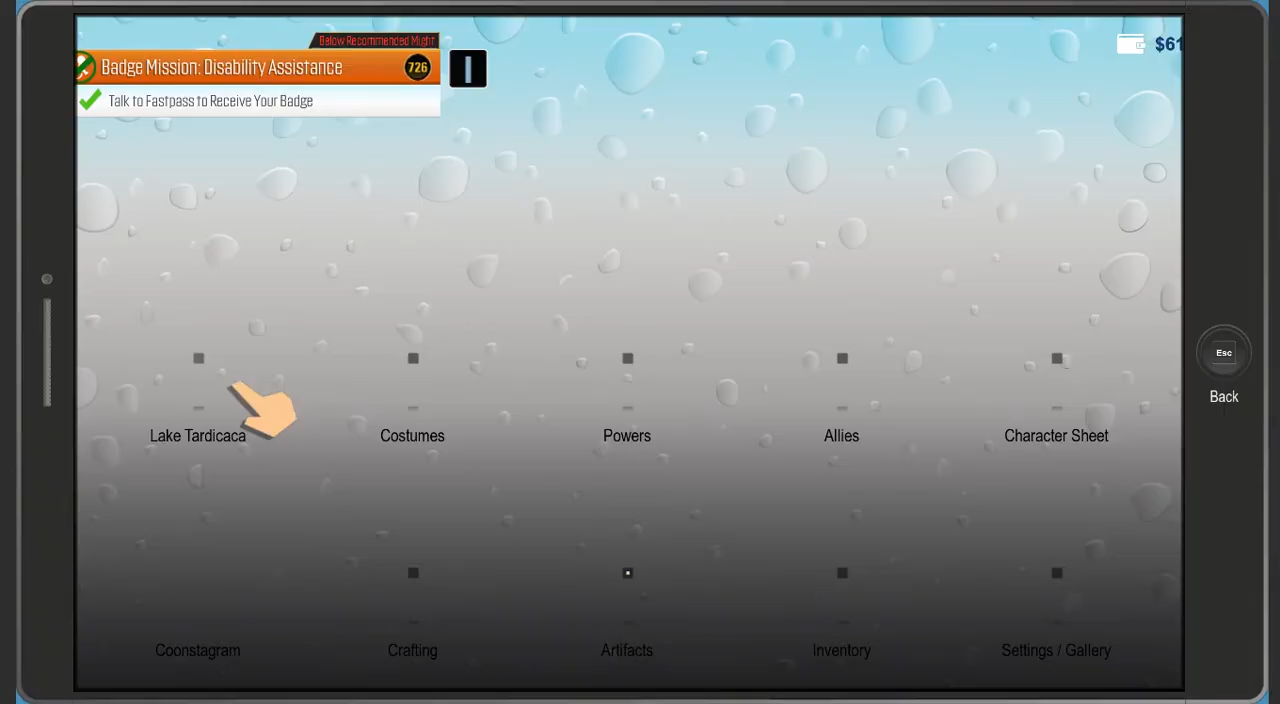 Below Recommended Might
Badge Mission: Disability Assistance 726
Talk to Fastpass to Receive Your Badge
$61
Esc
Back
Lake Tardicaca
Costumes
Powers
Allies
Character Sheet
Coonstagram
Crafting
Artifacts
Inventory
Settings / Gallery